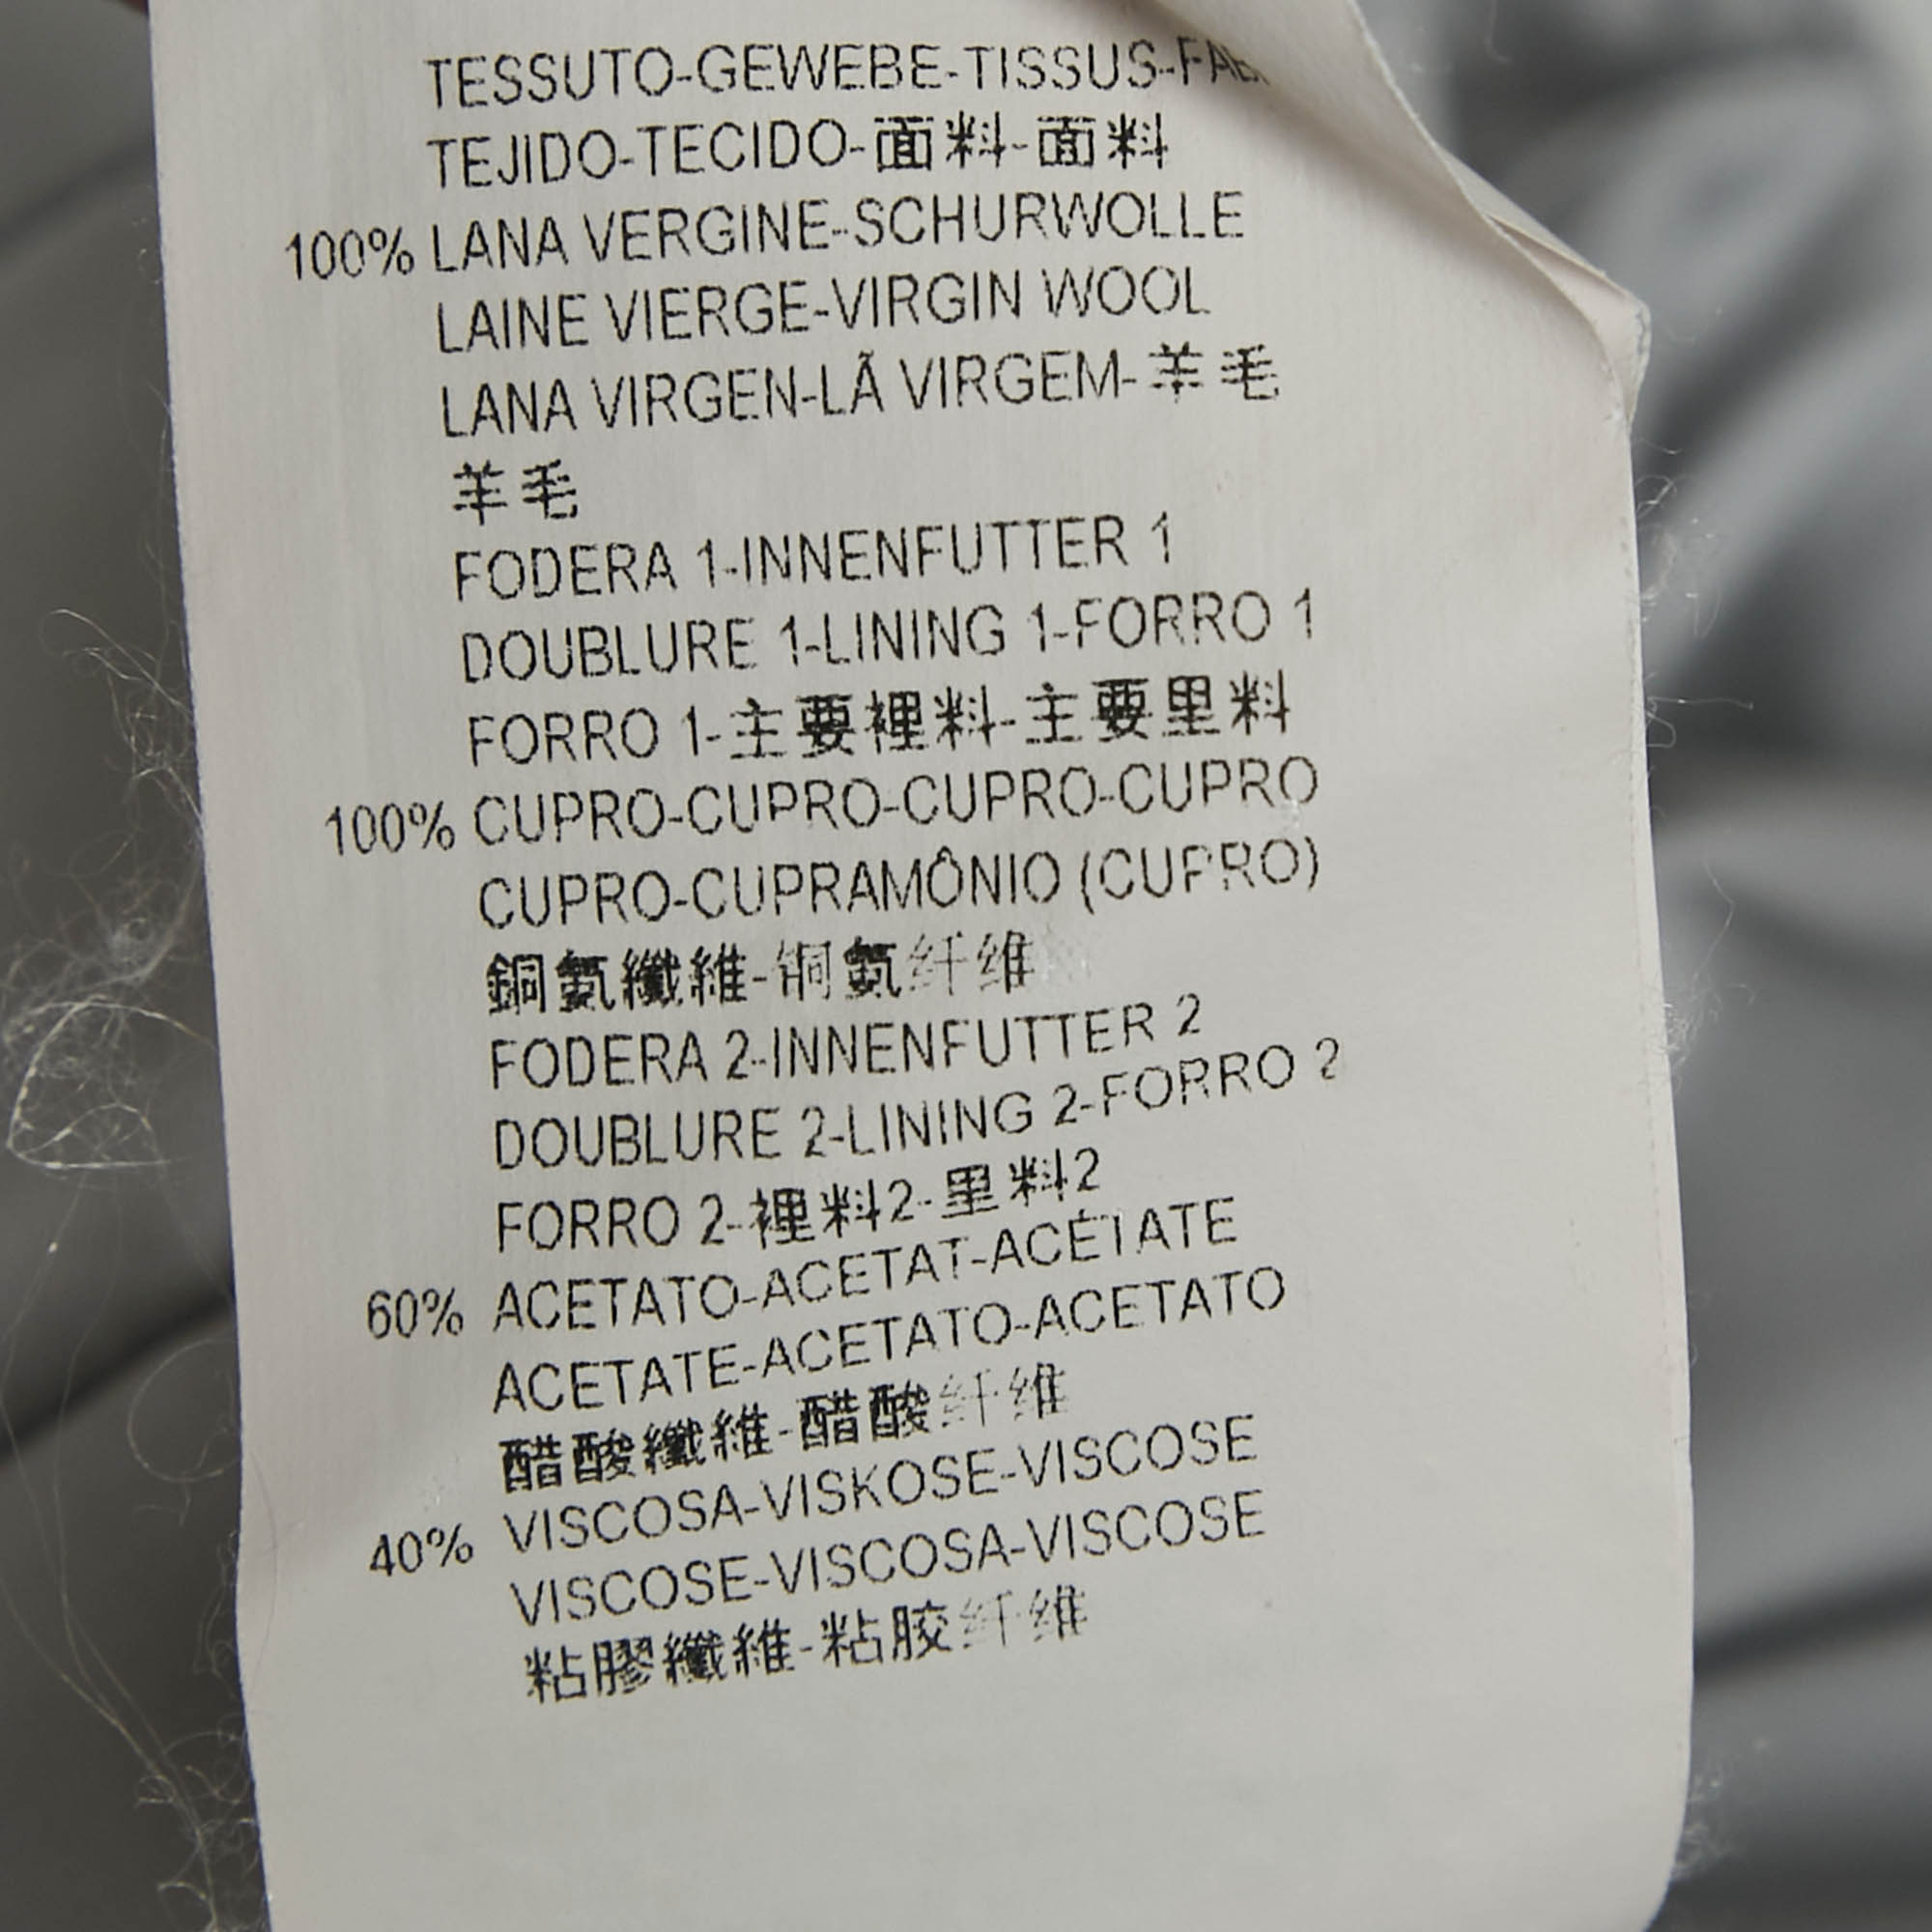 TESSUTO-GEWEBE-TISSUS-
TEJIDO-TECIDO-面料-面料
100% LANA VERGINE-SCHURWOLLE
LAINE VIERGE-VIRGIN WOOL
LANA VIRGEN-LÃ VIRGEM-羊毛
羊毛
FODERA 1-INNENFUTTER 1
DOUBLURE 1-LINING 1-FORRO 1
FORRO 1-主要裡料-主要里料
100% CUPRO-CUPRO-CUPRO-CUPRO
CUPRO-CUPRAMÔNIO (CUPRO)
銅氨纖維-铜氨纤维
FODERA 2-INNENFUTTER 2
DOUBLURE 2-LINING 2-FORRO 2
FORRO 2-裡料2-里料2
60% ACETATO-ACETAT-ACÉTATE
ACETATE-ACETATO-ACETATO
醋酸纖維-醋酸纤维
40% VISCOSA-VISKOSE-VISCOSE
VISCOSE-VISCOSA-VISCOSE
粘膠纖維-粘胶纤维